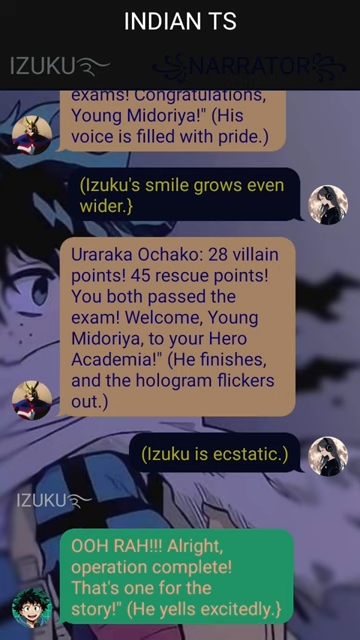 INDIAN TS
IZUKU࿐
꧁NARRATOR꧂
exams! Congratulations,
Young Midoriya!" (His
voice is filled with pride.)
(Izuku's smile grows even
wider.}
Uraraka Ochako: 28 villain
points! 45 rescue points!
You both passed the
exam! Welcome, Young
Midoriya, to your Hero
Academia!" (He finishes,
and the hologram flickers
out.)
(Izuku is ecstatic.)
IZUKU࿐
OOH RAH!!! Alright,
operation complete!
That's one for the
story!" (He yells excitedly.}